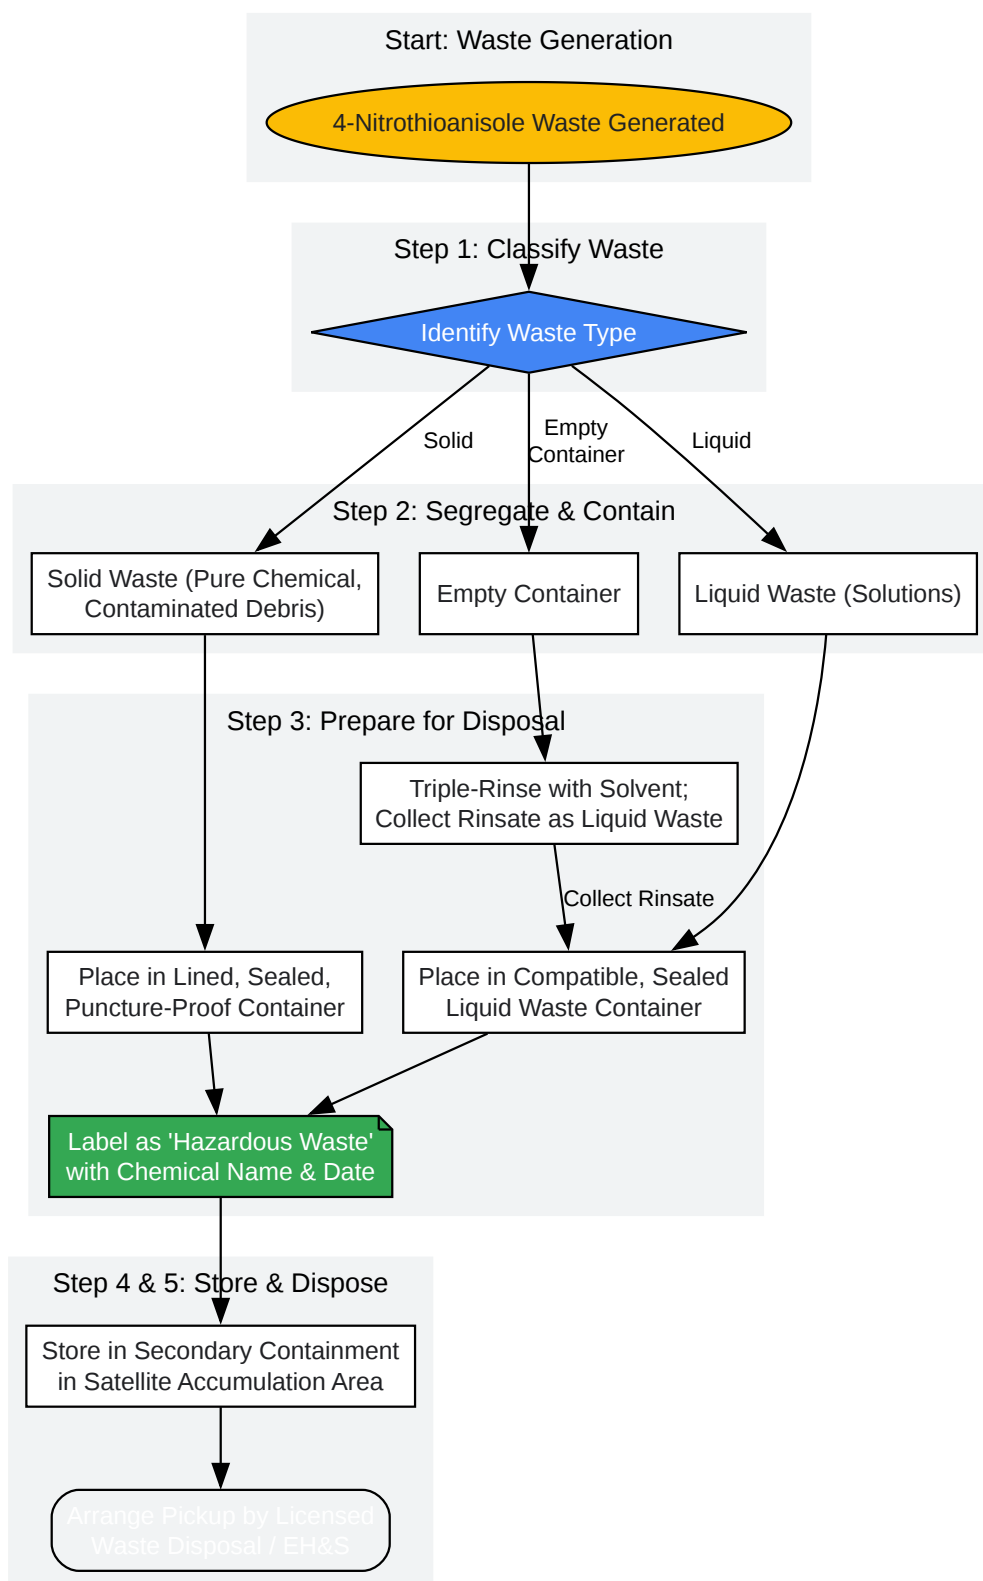 Start: Waste Generation
4-Nitrothioanisole Waste Generated
Step 1: Classify Waste
Identify Waste Type
Solid
Empty
Container
Liquid
Step 2: Segregate & Contain
Solid Waste (Pure Chemical,
Contaminated Debris)
Empty Container
Liquid Waste (Solutions)
Step 3: Prepare for Disposal
Triple-Rinse with Solvent;
Collect Rinsate as Liquid Waste
Collect Rinsate
Place in Lined, Sealed,
Puncture-Proof Container
Place in Compatible, Sealed
Liquid Waste Container
Label as 'Hazardous Waste'
with Chemical Name & Date
Step 4 & 5: Store & Dispose
Store in Secondary Containment
in Satellite Accumulation Area
Arrange Pickup by Licensed
Waste Disposal / EH&S